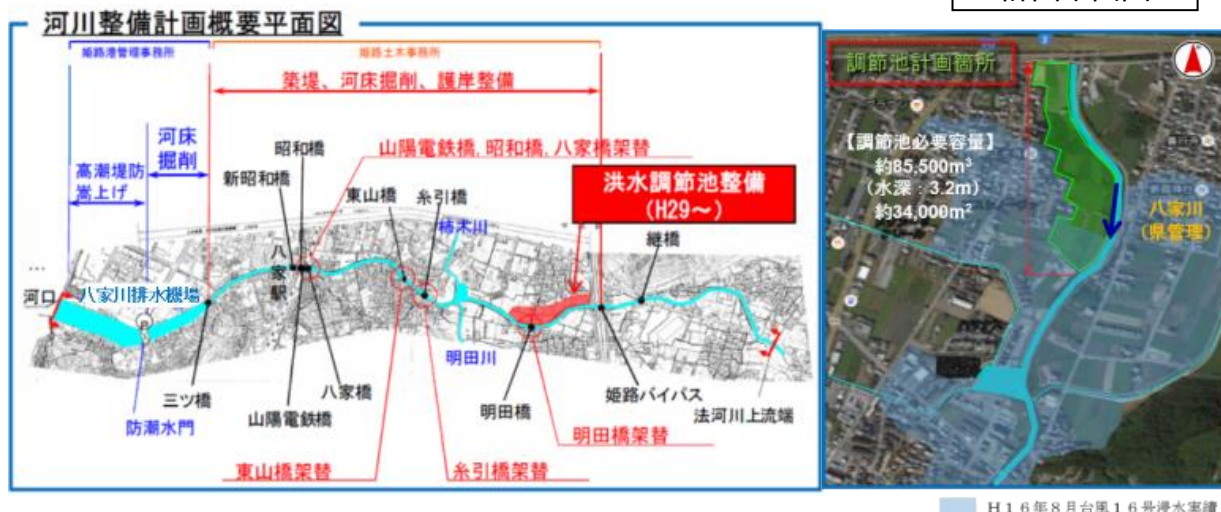 河川整備計画概要平面図
姫路港管理事務所
姫路土木事務所
築堤、河床掘削、護岸整備
河床
掘削
高潮堤防
嵩上げ
昭和橋
新昭和橋
山陽電鉄橋,昭和橋,八家橋架替
東山橋
糸引橋
洪水調節池整備
(H29～)
柿木川
継橋
八家駅
…
河口
八家川排水機場
P
三ツ橋
防潮水門
山陽電鉄橋
八家橋
明田川
明田橋
姫路バイパス
法河川上流端
明田橋架替
東山橋架替
糸引橋架替
調節池計画箇所
【調節池必要容量】
約85,500m³
(水深:3.2m)
約34,000m²
八家川
(県管理)
H16年8月台風16号浸水実績